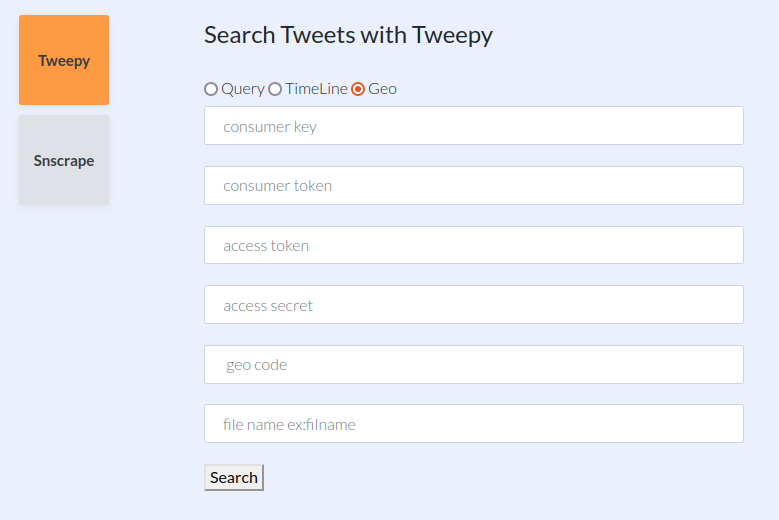 Tweepy
Snscrape
Search Tweets with Tweepy
Query TimeLine Geo
consumer key
consumer token
access token
access secret
geo code
file name ex:filname
Search